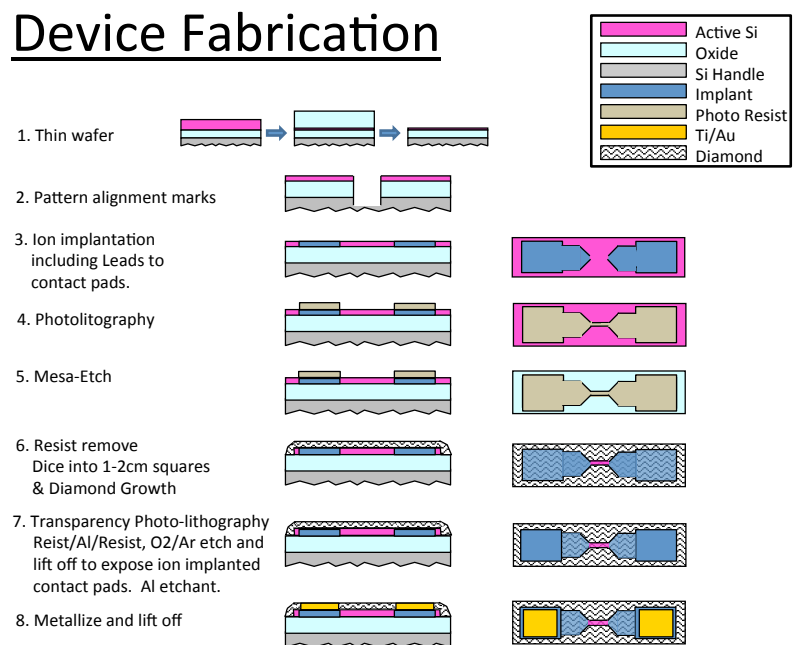 Device Fabrication
Active Si
Oxide
Si Handle
Implant
Photo Resist
Ti/Au
Diamond
1. Thin wafer
2. Pattern alignment marks
3. Ion implantation
including Leads to
contact pads.
4. Photolitography
5. Mesa-Etch
6. Resist remove
Dice into 1-2cm squares
& Diamond Growth
7. Transparency Photo-lithography
Reist/Al/Resist, O2/Ar etch and
lift off to expose ion implanted
contact pads. Al etchant.
8. Metallize and lift off